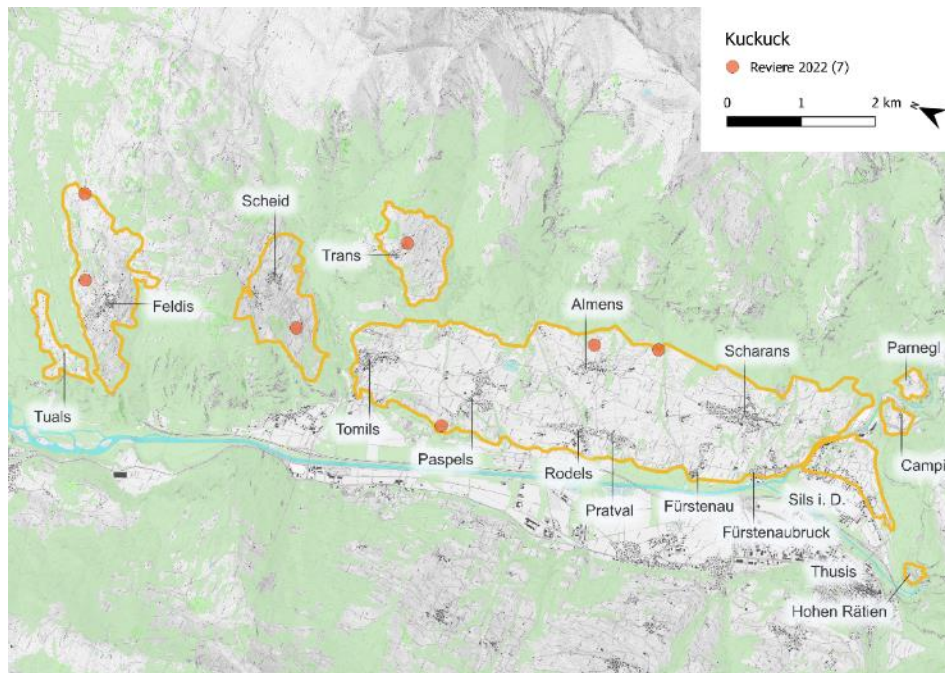 Kuckuck
Reviere 2022 (7)
0 1 2 km
N
Scheid
Trans
Feldis
Almens
Scharans
Parnegl
Tuals
Tomils
Paspels
Rodels
Pratval
Fürstenau
Fürstenaubruck
Sils i. D.
Campi
Thusis
Hohen Rätien